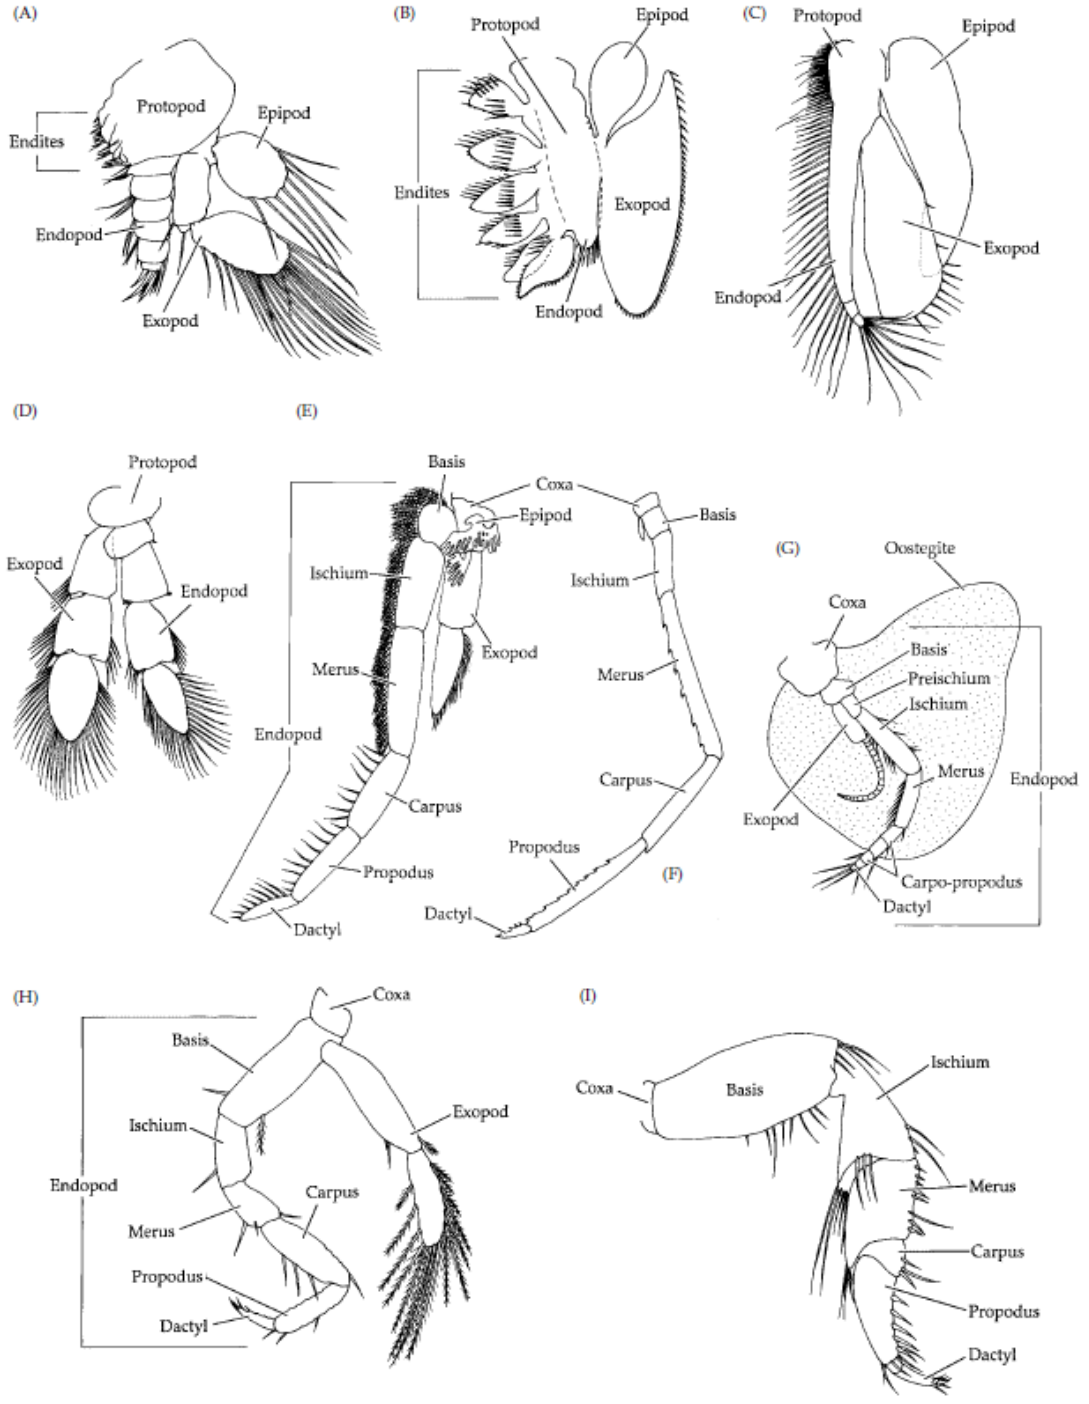 (A)
Protopod
Epipod
Endites
Endopod
Exopod
(B)
Protopod
Epipod
Endites
Exopod
Endopod
(C)
Protopod
Epipod
Exopod
Endopod
(D)
Protopod
Exopod
Endopod
(E)
Basis
Coxa
Epipod
Ischium
Exopod
Merus
Endopod
Carpus
Propodus
Dactyl
Basis
Ischium
Merus
Carpus
Propodus
(F)
Dactyl
(G)
Oostegite
Coxa
Basis
Preischium
Ischium
Merus
Endopod
Exopod
Carpo-propodus
Dactyl
(H)
Coxa
Basis
Exopod
Ischium
Endopod
Carpus
Merus
Propodus
Dactyl
(I)
Ischium
Coxa
Basis
Merus
Carpus
Propodus
Dactyl